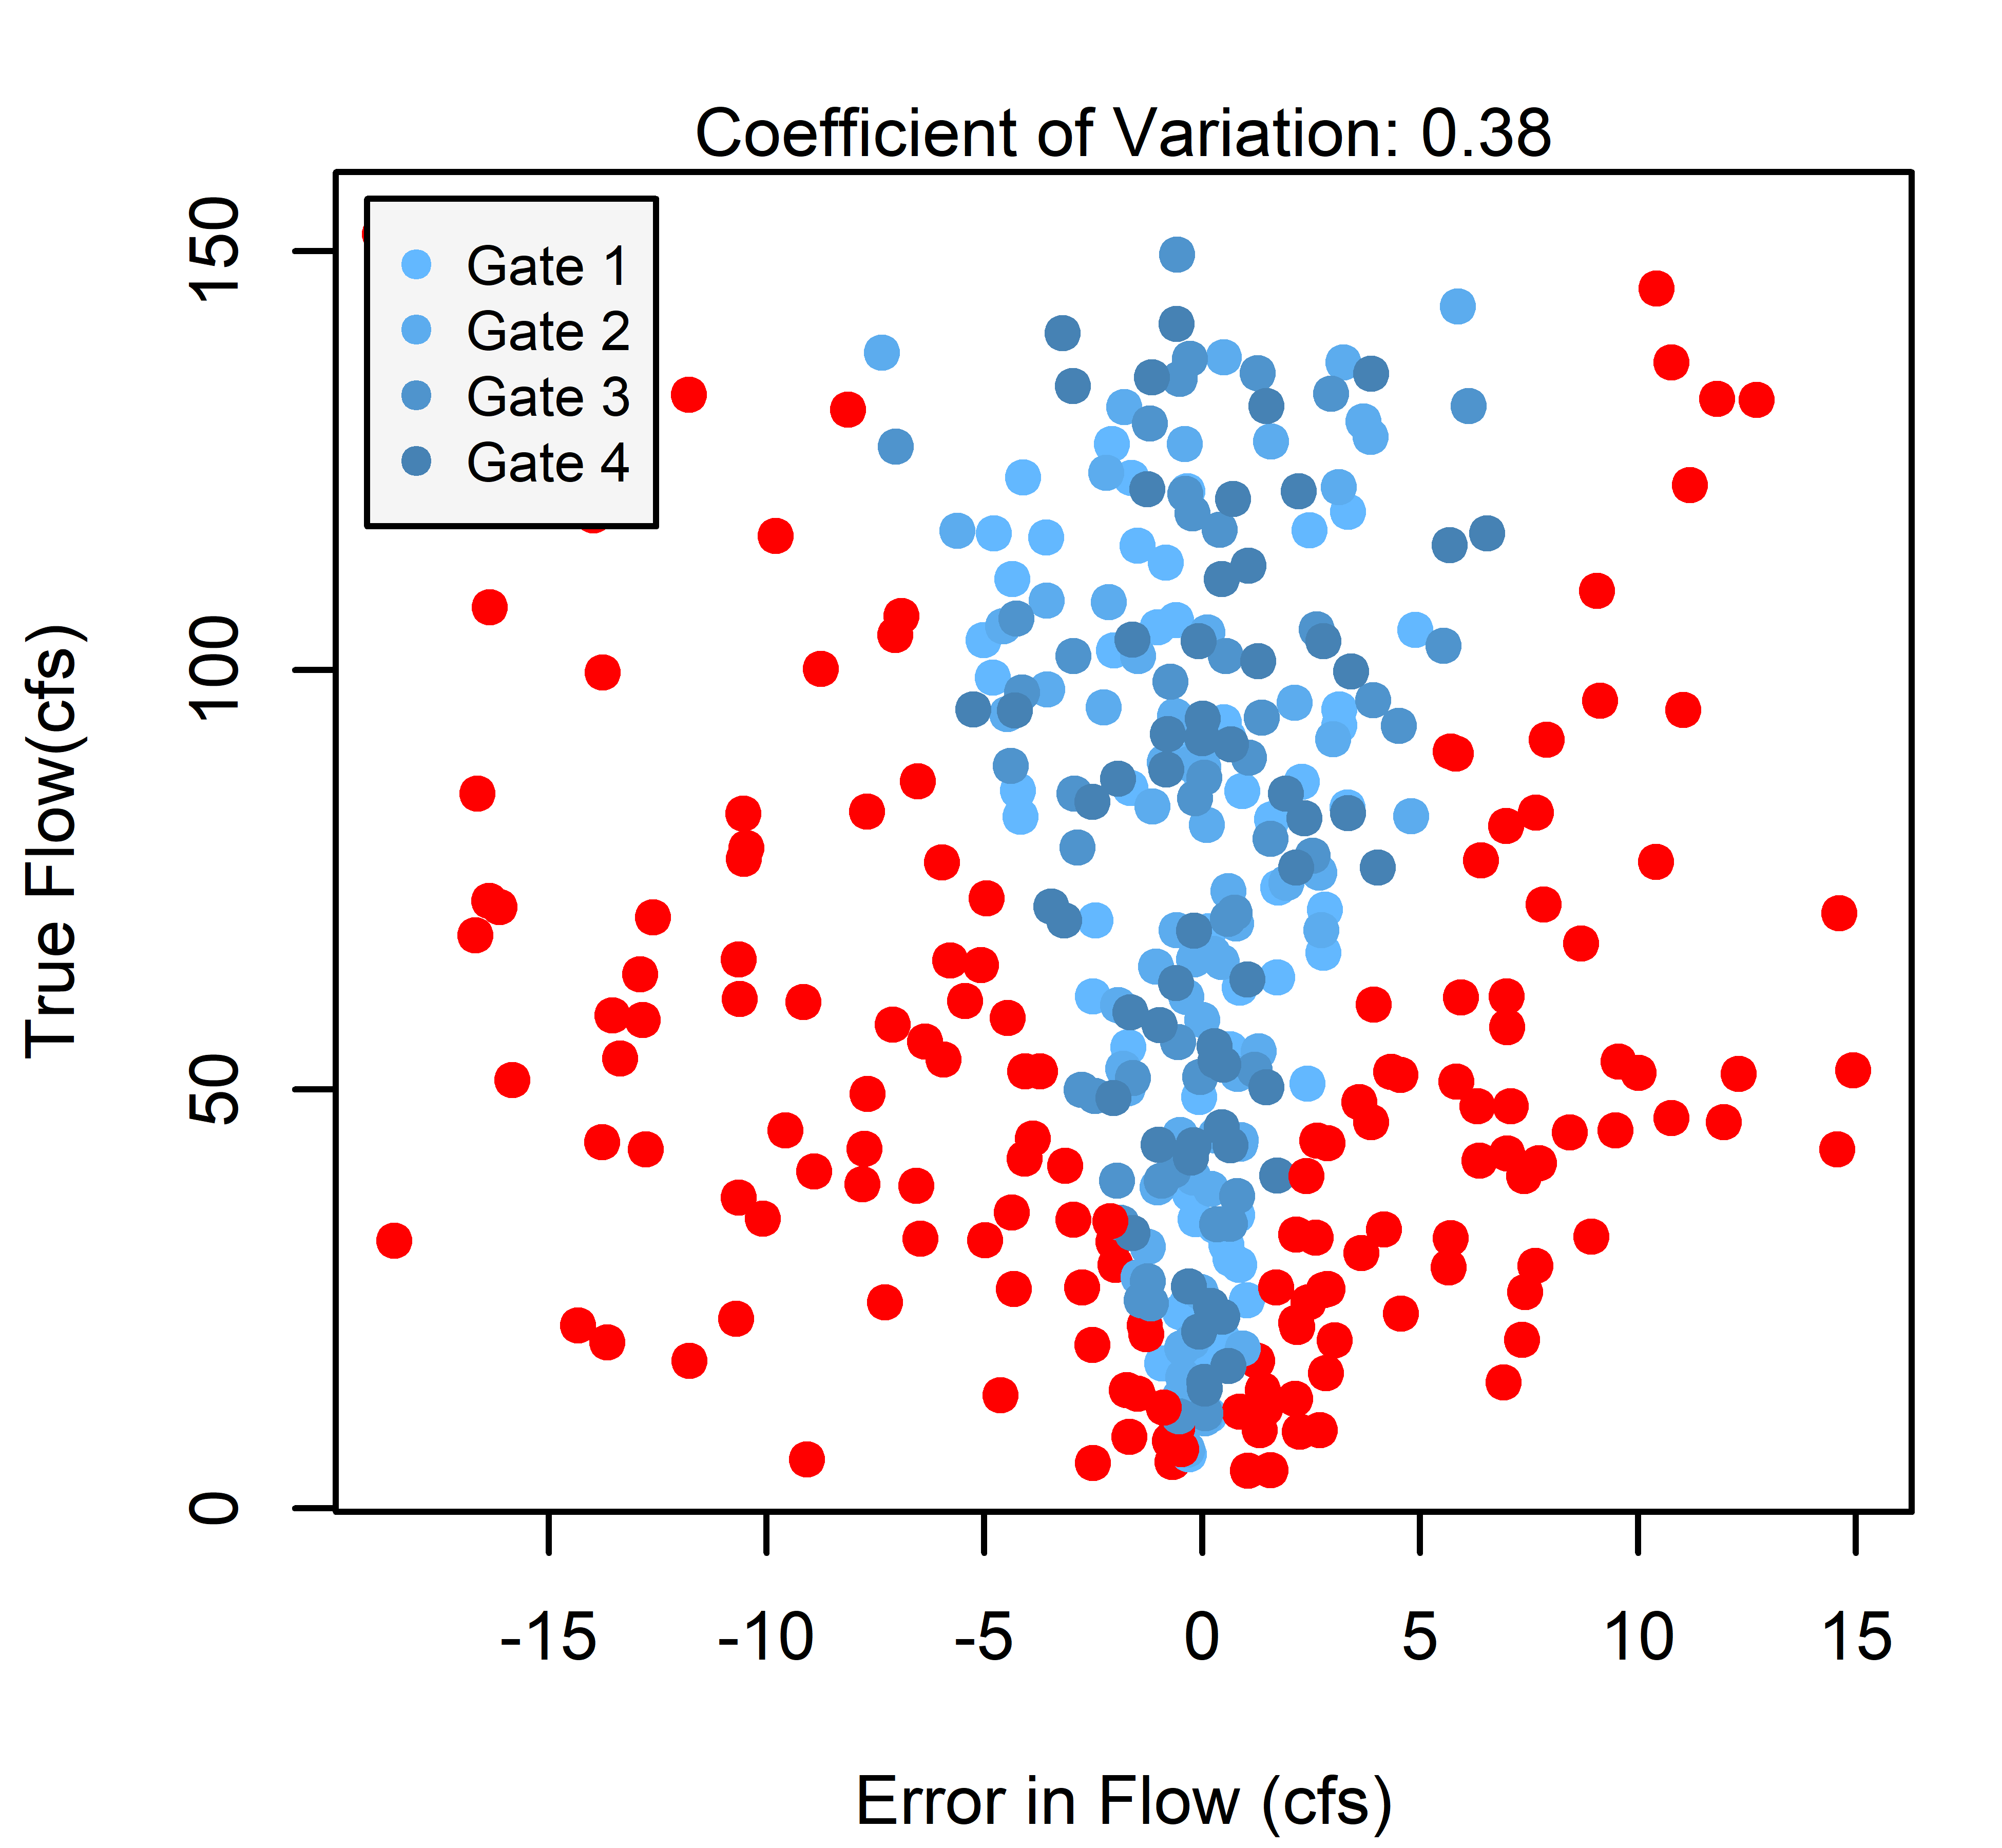 Coefficient of Variation: 0.38
Gate 1
Gate 2
Gate 3
Gate 4
True Flow(cfs)
150
100
50
0
-15 -10 -5 0 5 10 15
Error in Flow (cfs)